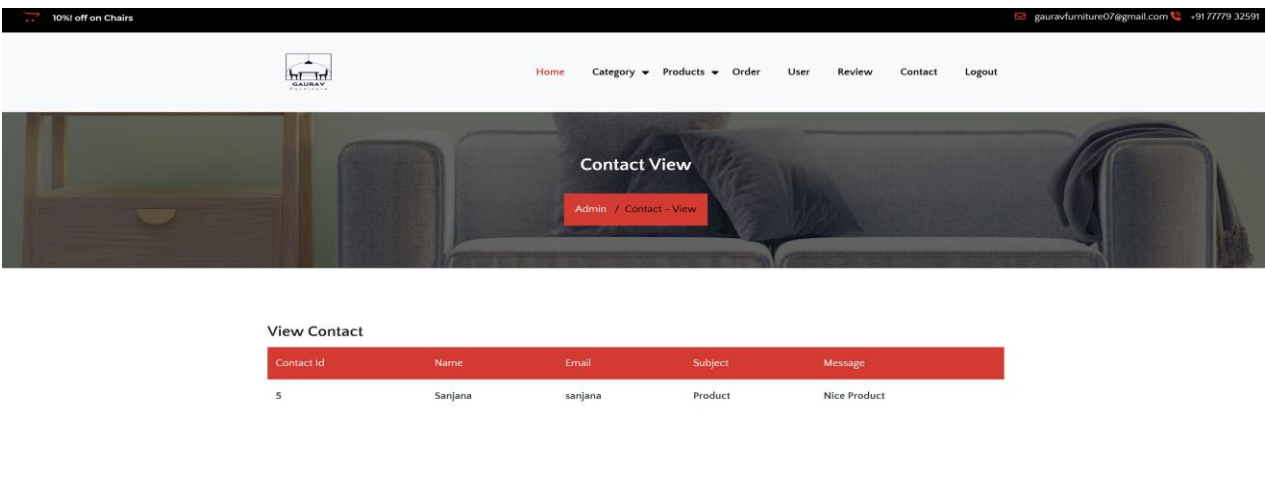 10%! off on Chairs gauravfurniture07@gmail.com +91 77779 32591
GAURAV
Furniture
Home Category Products Order User Review Contact Logout
Contact View
Admin / Contact - View
View Contact
Contact Id Name Email Subject Message
5 Sanjana sanjana Product Nice Product